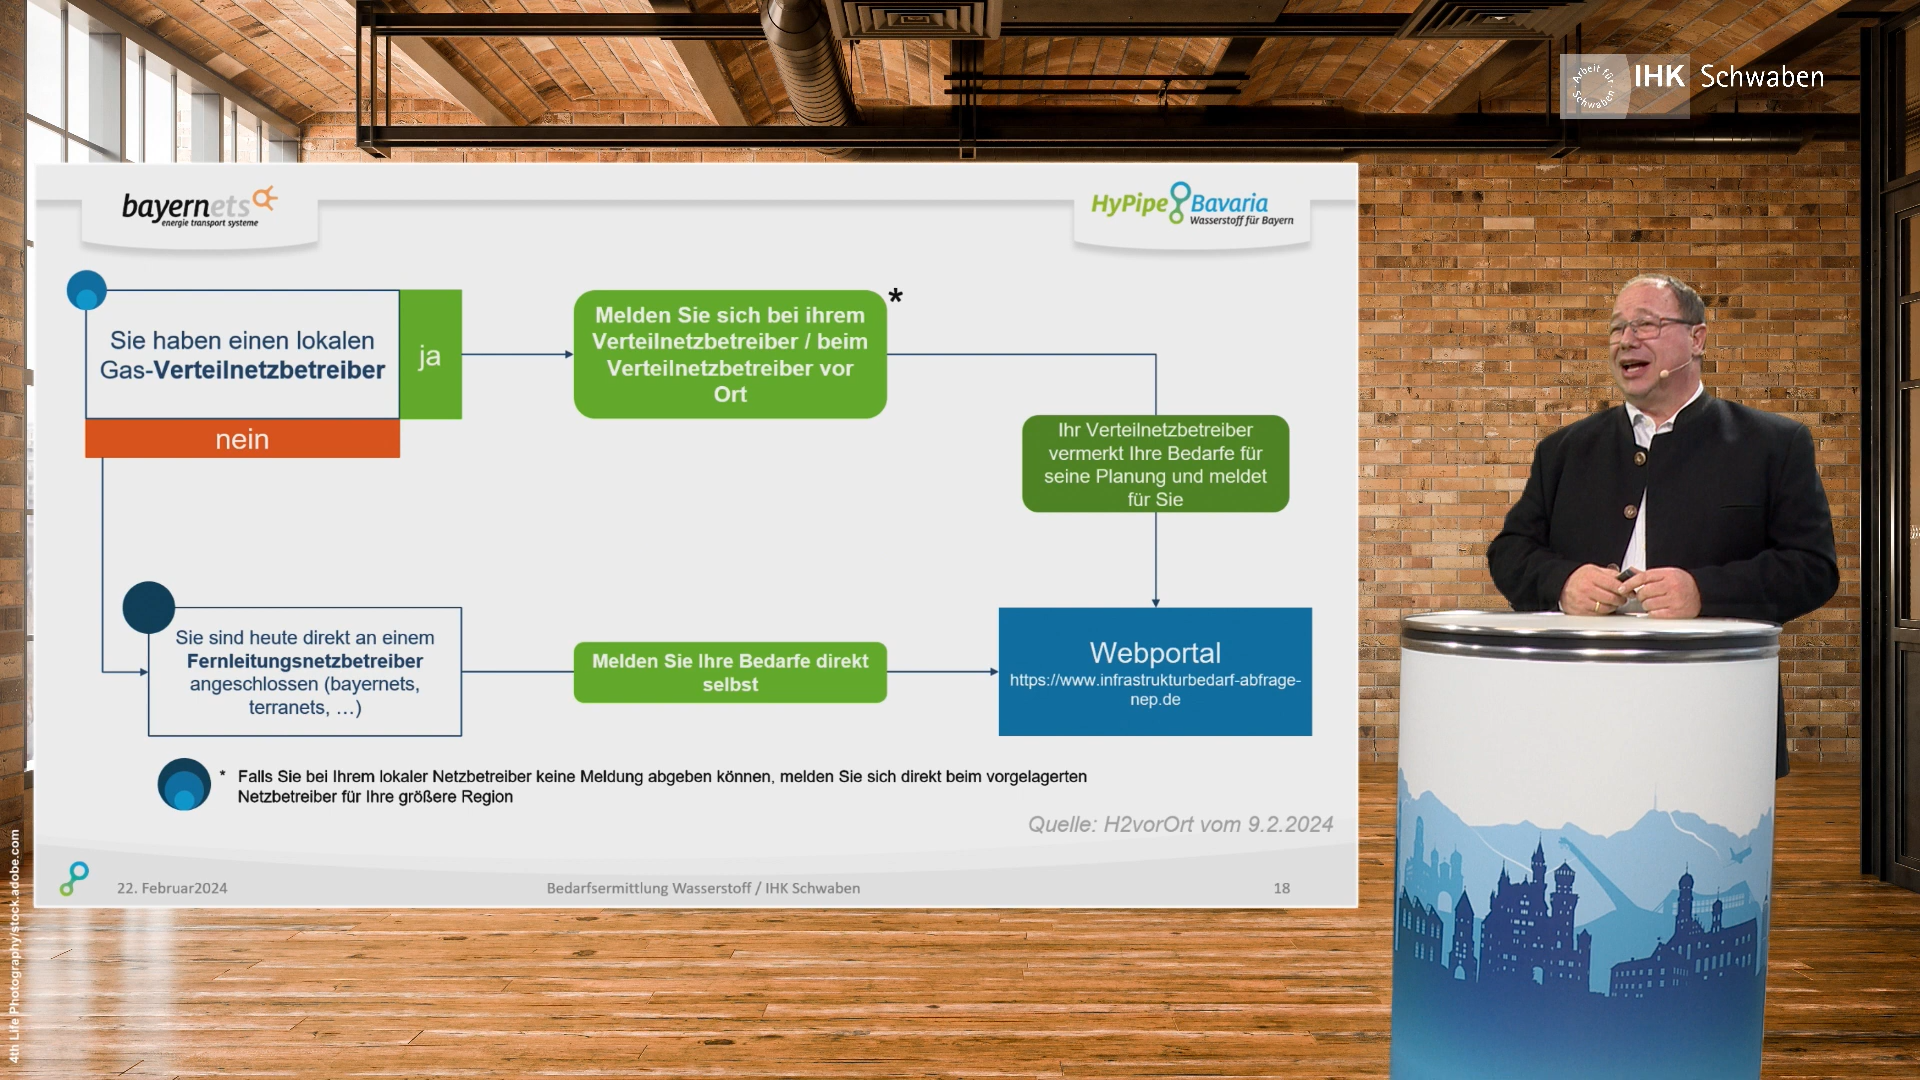 Arbeit für
Schwaben
IHK Schwaben
bayernets
energie transport systeme
HyPipe Bavaria
Wasserstoff für Bayern
Sie haben einen lokalen
Gas-Verteilnetzbetreiber
ja
nein
Melden Sie sich bei ihrem
Verteilnetzbetreiber / beim
Verteilnetzbetreiber vor
Ort
*
Ihr Verteilnetzbetreiber
vermerkt Ihre Bedarfe für
seine Planung und meldet
für Sie
Sie sind heute direkt an einem
Fernleitungsnetzbetreiber
angeschlossen (bayernets,
terranets, …)
Melden Sie Ihre Bedarfe direkt
selbst
Webportal
https://www.infrastrukturbedarf-abfrage-
nep.de
* Falls Sie bei Ihrem lokaler Netzbetreiber keine Meldung abgeben können, melden Sie sich direkt beim vorgelagerten
Netzbetreiber für Ihre größere Region
Quelle: H2vorOrt vom 9.2.2024
22. Februar2024
Bedarfsermittlung Wasserstoff / IHK Schwaben
18
4th Life Photography/stock.adobe.com